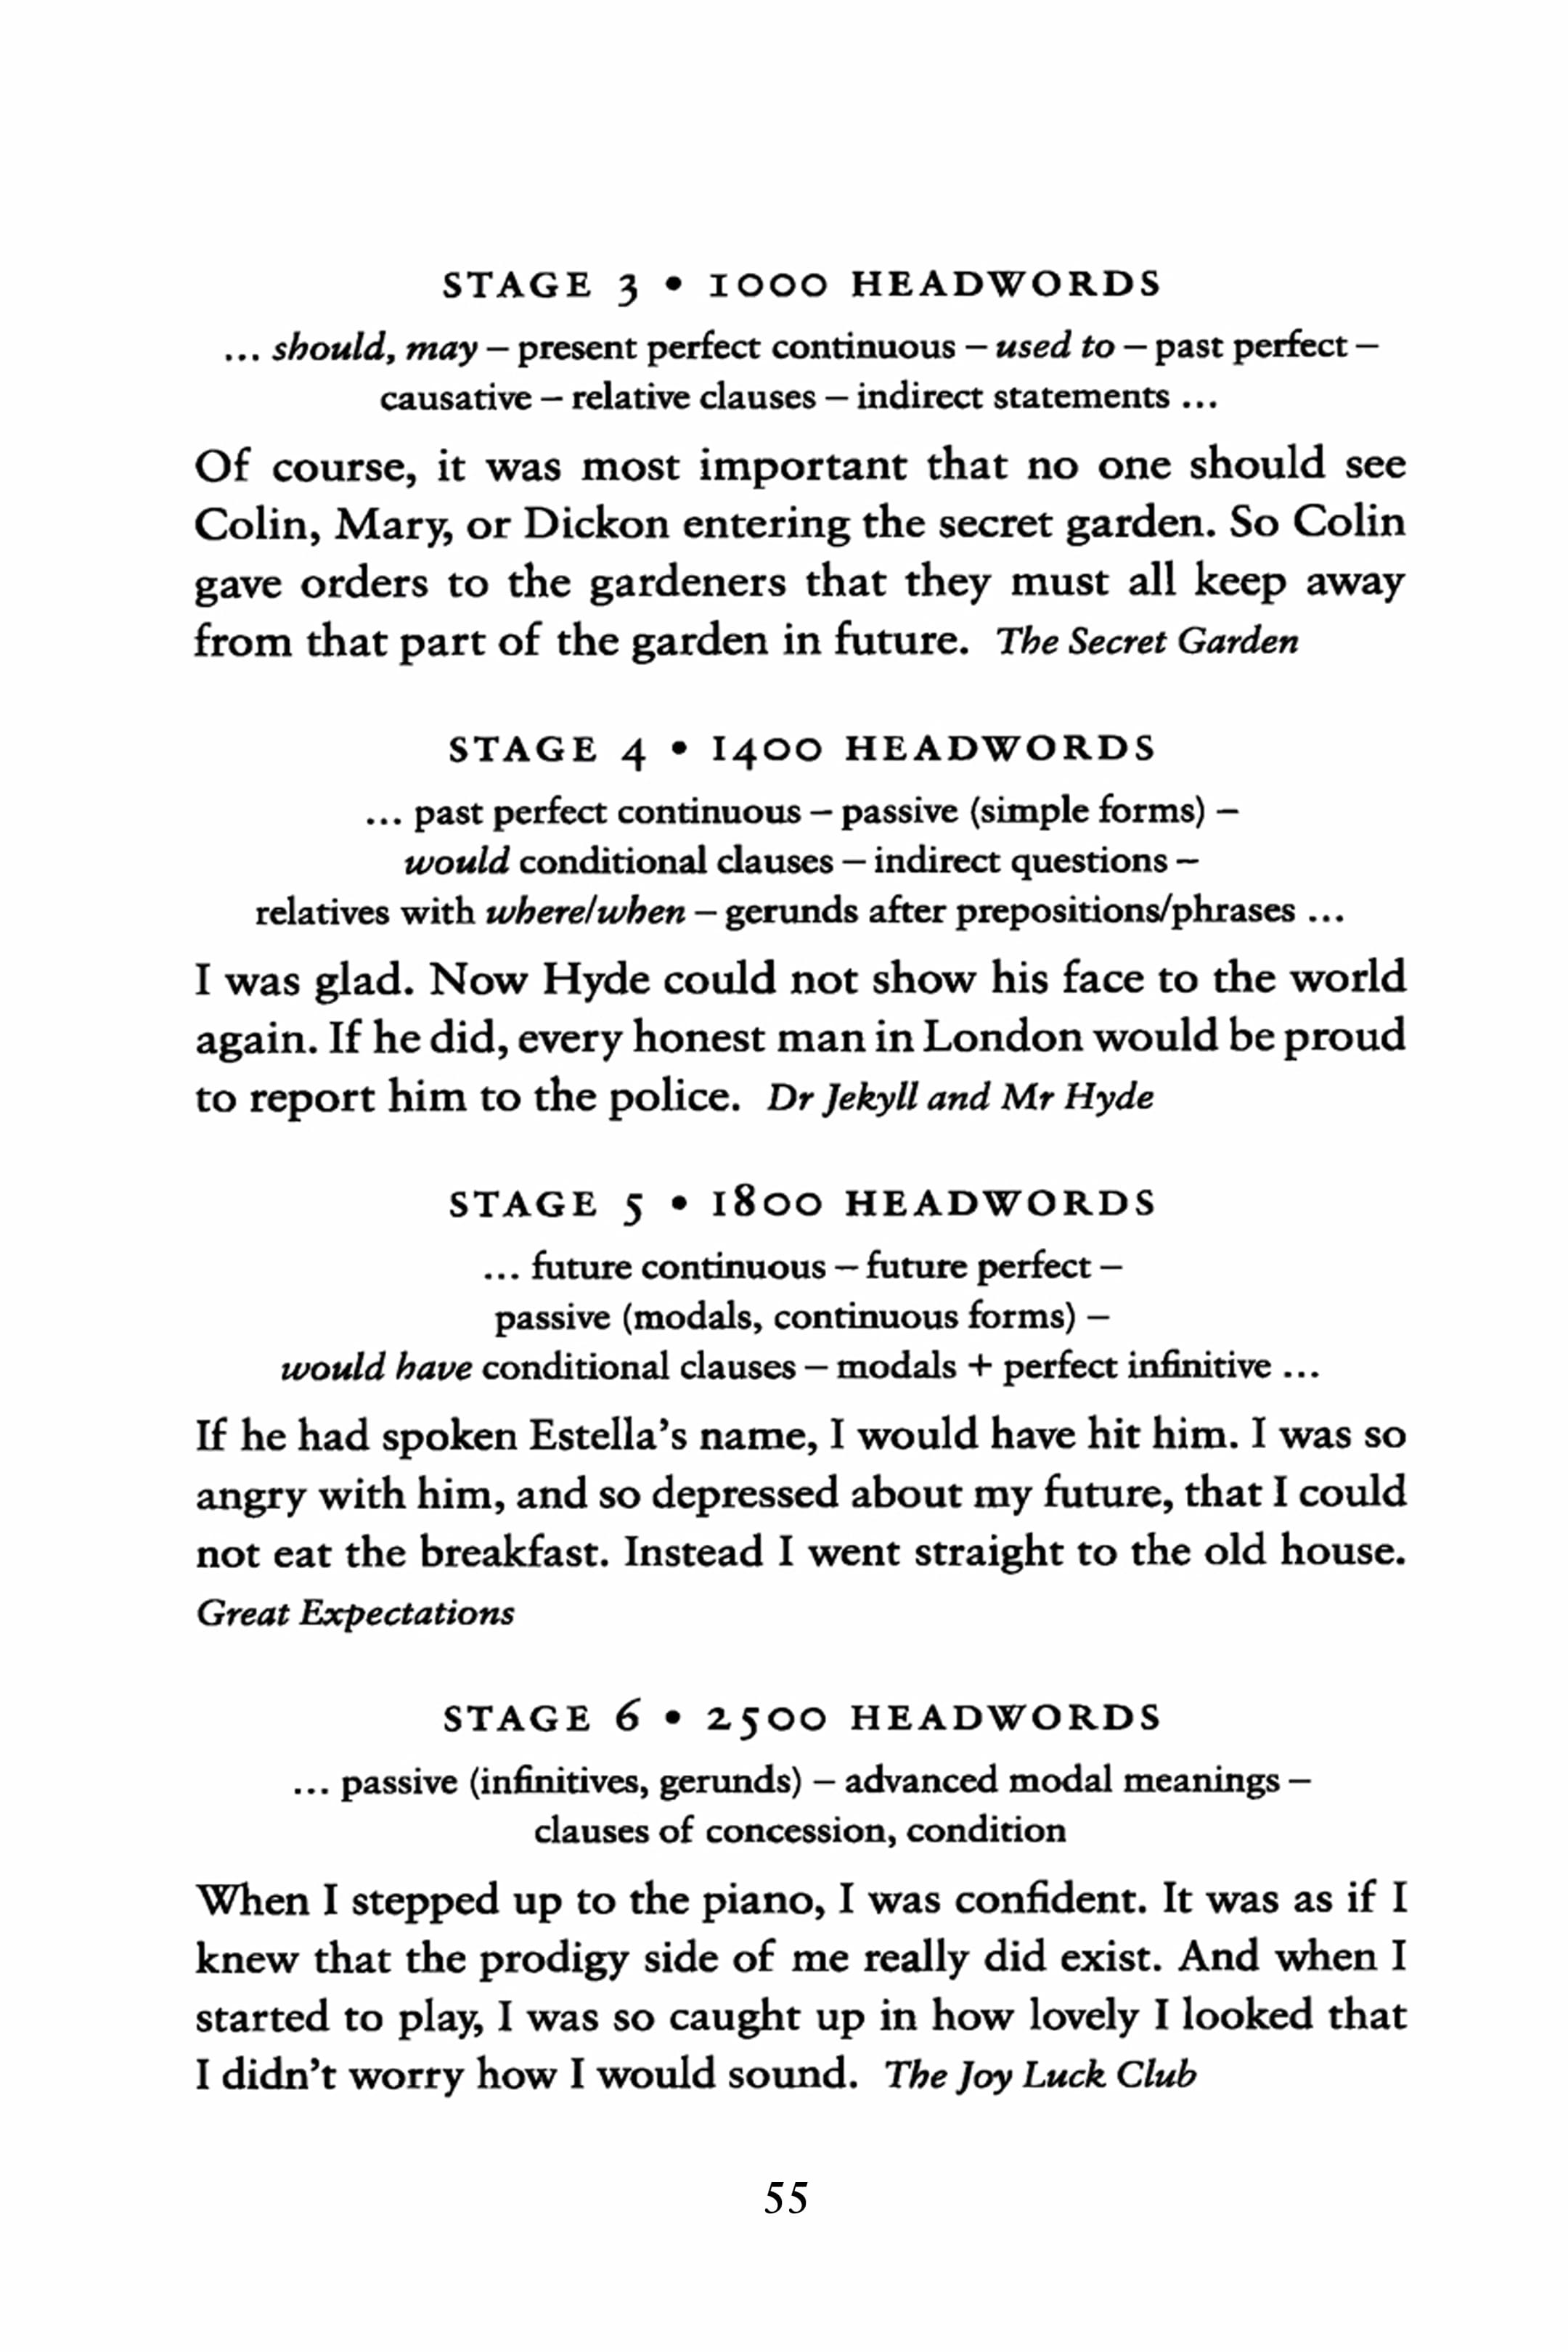 STAGE 3 • 1000 HEADWORDS
... should, may – present perfect continuous – used to – past perfect –
causative – relative clauses – indirect statements ...
Of course, it was most important that no one should see
Colin, Mary, or Dickon entering the secret garden. So Colin
gave orders to the gardeners that they must all keep away
from that part of the garden in future. The Secret Garden
STAGE 4 • 1400 HEADWORDS
... past perfect continuous – passive (simple forms) –
would conditional clauses – indirect questions –
relatives with where/when – gerunds after prepositions/phrases ...
I was glad. Now Hyde could not show his face to the world
again. If he did, every honest man in London would be proud
to report him to the police. Dr Jekyll and Mr Hyde
STAGE 5 • 1800 HEADWORDS
... future continuous – future perfect –
passive (modals, continuous forms) –
would have conditional clauses – modals + perfect infinitive ...
If he had spoken Estella's name, I would have hit him. I was so
angry with him, and so depressed about my future, that I could
not eat the breakfast. Instead I went straight to the old house.
Great Expectations
STAGE 6 • 2500 HEADWORDS
... passive (infinitives, gerunds) – advanced modal meanings –
clauses of concession, condition
When I stepped up to the piano, I was confident. It was as if I
knew that the prodigy side of me really did exist. And when I
started to play, I was so caught up in how lovely I looked that
I didn't worry how I would sound. The Joy Luck Club
55